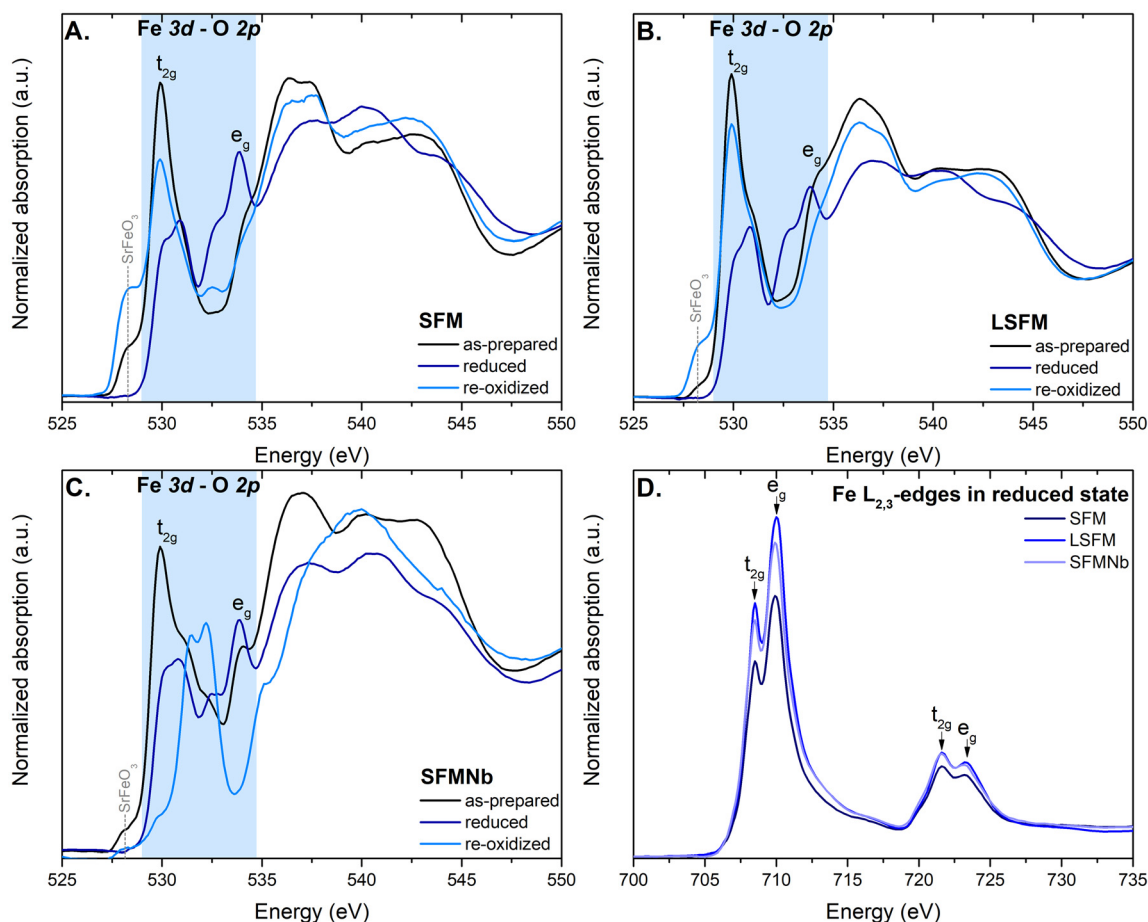 A.
Fe 3d - O 2p
t2g
eg
SrFeO3
SFM
as-prepared
reduced
re-oxidized
Normalized absorption (a.u.)
525 530 535 540 545 550
Energy (eV)
B.
Fe 3d - O 2p
t2g
eg
SrFeO3
LSFM
as-prepared
reduced
re-oxidized
Normalized absorption (a.u.)
525 530 535 540 545 550
Energy (eV)
C.
Fe 3d - O 2p
t2g
eg
SrFeO3
SFMNb
as-prepared
reduced
re-oxidized
Normalized absorption (a.u.)
525 530 535 540 545 550
Energy (eV)
D.
Fe L2,3-edges in reduced state
SFM
LSFM
SFMNb
eg
t2g
t2g
eg
Normalized absorption (a.u.)
700 705 710 715 720 725 730 735
Energy (eV)